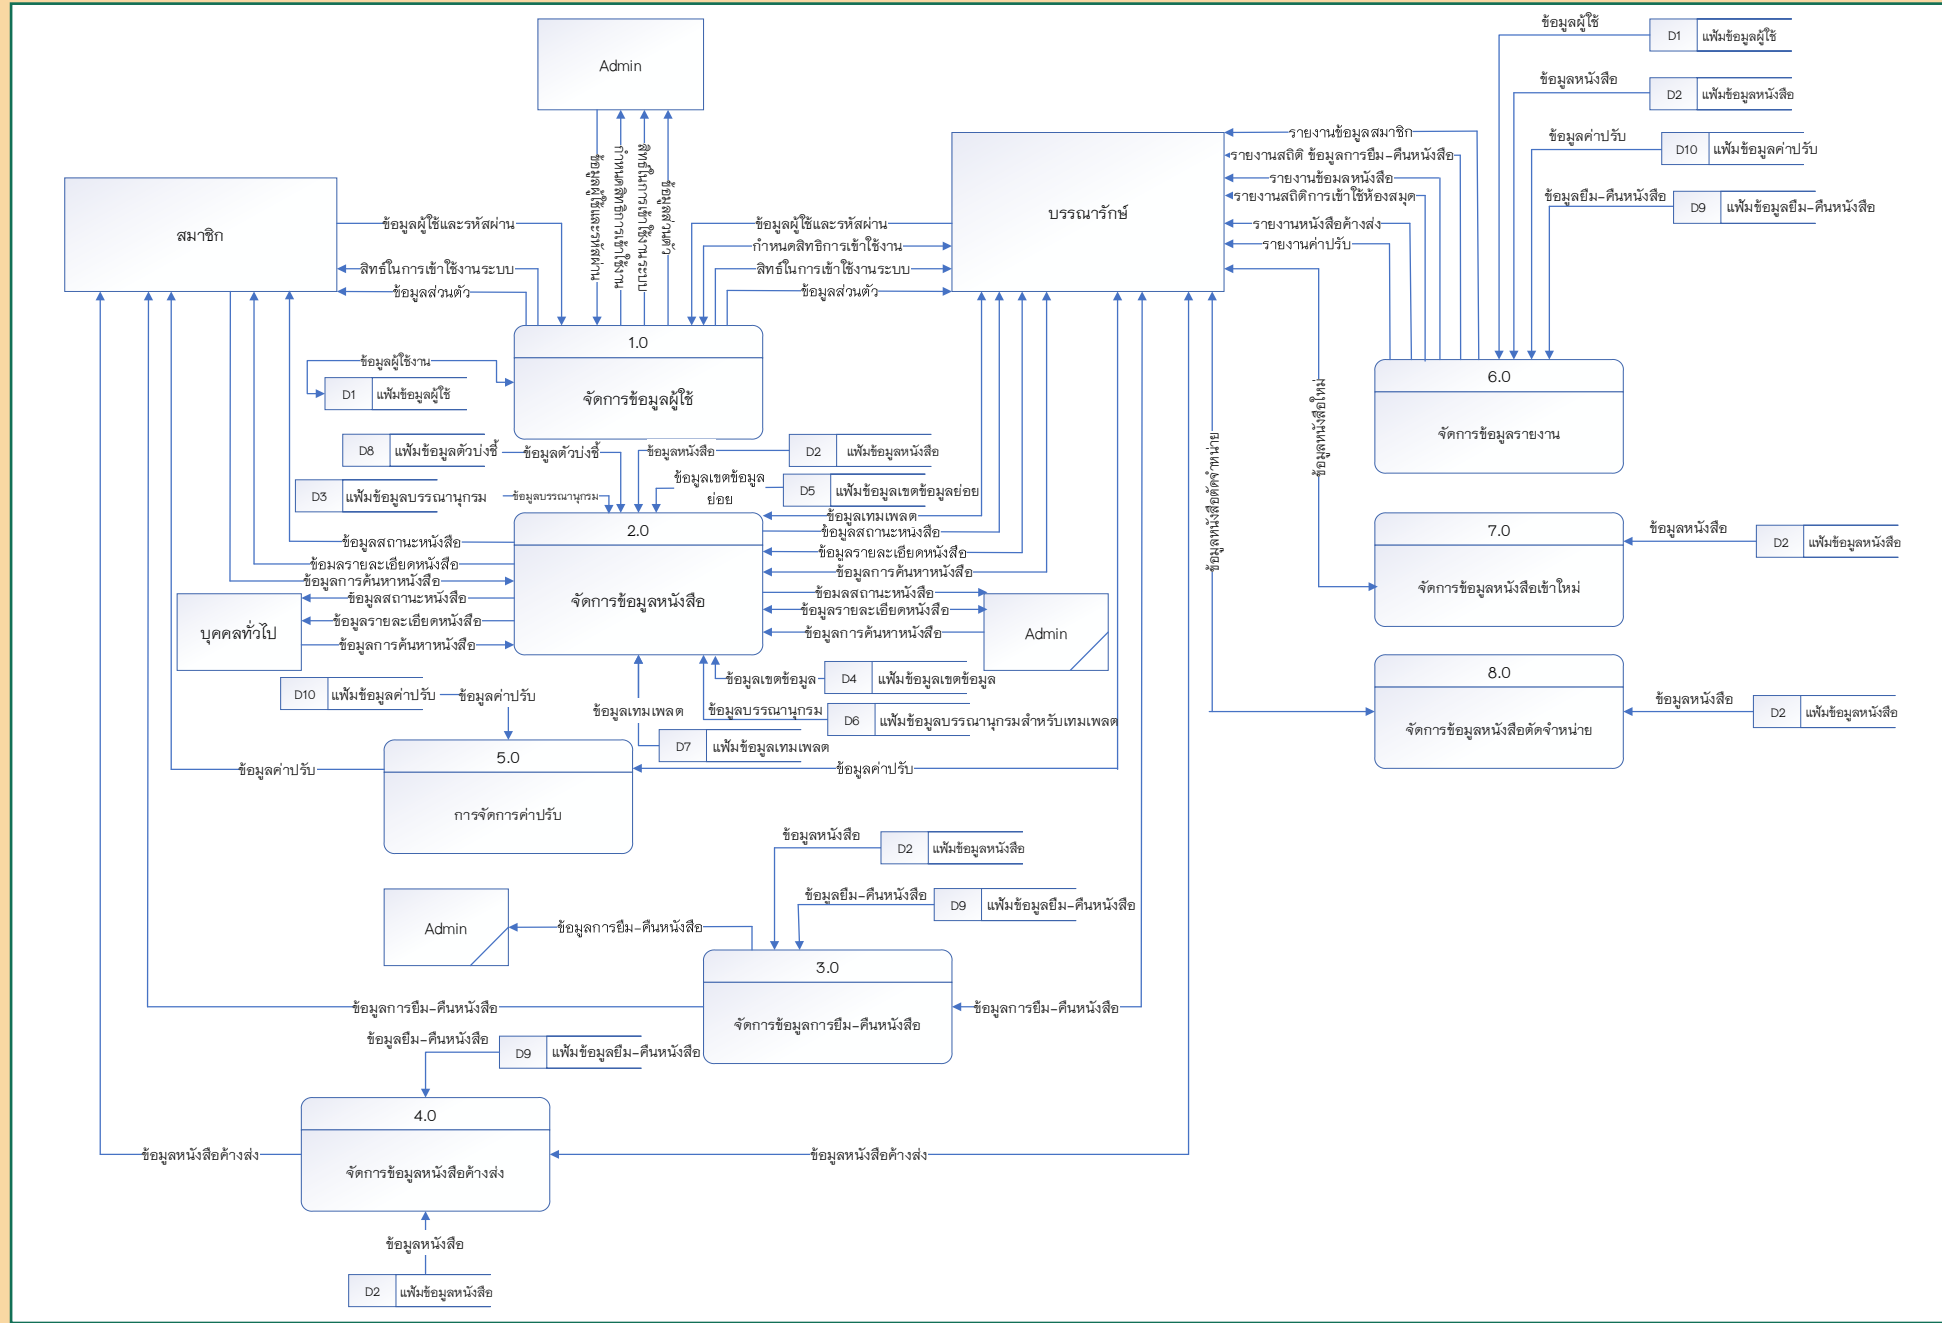 Admin
ข้อมูลผู้ใช้
D1 แฟ้มข้อมูลผู้ใช้
ข้อมูลหนังสือ
D2 แฟ้มข้อมูลหนังสือ
ข้อมูลค่าปรับ
D10 แฟ้มข้อมูลค่าปรับ
ข้อมูลยืม-คืนหนังสือ
D9 แฟ้มข้อมูลยืม-คืนหนังสือ
รายงานข้อมูลสมาชิก
รายงานสถิติ ข้อมูลการยืม-คืนหนังสือ
รายงานข้อมลหนังสือ
รายงานสถิติการเข้าใช้ห้องสมุด
รายงานหนังสือค้างส่ง
รายงานค่าปรับ
สมาชิก
บรรณารักษ์
ข้อมูลผู้ใช้และรหัสผ่าน
สิทธ์ในการเข้าใช้งานระบบ
ข้อมูลส่วนตัว
ข้อมูลผู้ใช้และรหัสผ่าน
กำหนดสิทธิการเข้าใช้งาน
สิทธ์ในการเข้าใช้งานระบบ
ข้อมูลส่วนตัว
ข้อมูลผู้ใช้และรหัสผ่าน
กำหนดสิทธิการเข้าใช้งาน
สิทธ์ในการเข้าใช้งานระบบ
ข้อมูลส่วนตัว
1.0
จัดการข้อมูลผู้ใช้
ข้อมูลผู้ใช้งาน
D1 แฟ้มข้อมูลผู้ใช้
D8 แฟ้มข้อมูลตัวบ่งชี้
ข้อมูลตัวบ่งชี้
ข้อมูลหนังสือ
D2 แฟ้มข้อมูลหนังสือ
D3 แฟ้มข้อมูลบรรณานุกรม
ข้อมูลบรรณานุกรม
ข้อมูลเขตข้อมูล
ย่อย
D5 แฟ้มข้อมูลเขตข้อมูลย่อย
6.0
จัดการข้อมูลรายงาน
ข้อมูลหนังสือใหม่
ข้อมูลหนังสือตัดจำหน่าย
2.0
จัดการข้อมูลหนังสือ
ข้อมูลเทมเพลต
ข้อมูลสถานะหนังสือ
ข้อมูลรายละเอียดหนังสือ
ข้อมูลการค้นหาหนังสือ
ข้อมูลสถานะหนังสือ
ข้อมลรายละเอียดหนังสือ
ข้อมูลการค้นหาหนังสือ
ข้อมูลสถานะหนังสือ
ข้อมูลรายละเอียดหนังสือ
ข้อมูลการค้นหาหนังสือ
บุคคลทั่วไป
ข้อมลสถานะหนังสือ
ข้อมูลรายละเอียดหนังสือ
ข้อมูลการค้นหาหนังสือ
Admin
7.0
จัดการข้อมูลหนังสือเข้าใหม่
ข้อมูลหนังสือ
D2 แฟ้มข้อมูลหนังสือ
8.0
จัดการข้อมูลหนังสือตัดจำหน่าย
ข้อมูลหนังสือ
D2 แฟ้มข้อมูลหนังสือ
D10 แฟ้มข้อมูลค่าปรับ
ข้อมูลค่าปรับ
ข้อมูลเทมเพลต
ข้อมูลเขตข้อมูล
D4 แฟ้มข้อมูลเขตข้อมูล
ข้อมูลบรรณานุกรม
D6 แฟ้มข้อมูลบรรณานุกรมสำหรับเทมเพลต
D7 แฟ้มข้อมูลเทมเพลต
5.0
การจัดการค่าปรับ
ข้อมูลค่าปรับ
ข้อมูลค่าปรับ
ข้อมูลหนังสือ
D2 แฟ้มข้อมูลหนังสือ
ข้อมูลยืม-คืนหนังสือ
D9 แฟ้มข้อมูลยืม-คืนหนังสือ
Admin
ข้อมูลการยืม-คืนหนังสือ
3.0
จัดการข้อมูลการยืม-คืนหนังสือ
ข้อมูลการยืม-คืนหนังสือ
ข้อมูลการยืม-คืนหนังสือ
ข้อมูลยืม-คืนหนังสือ
D9 แฟ้มข้อมูลยืม-คืนหนังสือ
4.0
จัดการข้อมูลหนังสือค้างส่ง
ข้อมูลหนังสือค้างส่ง
ข้อมูลหนังสือค้างส่ง
ข้อมูลหนังสือ
D2 แฟ้มข้อมูลหนังสือ